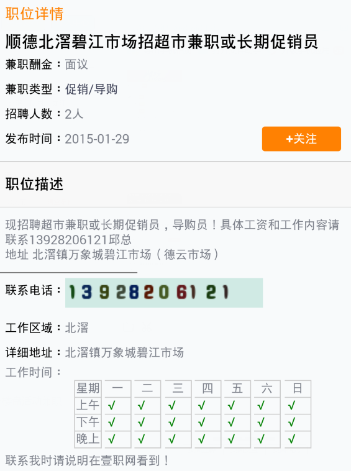 职位详情
顺德北滘碧江市场招超市兼职或长期促销员
兼职酬金：面议
兼职类型：促销/导购
招聘人数：2人
发布时间：2015-01-29
+关注
职位描述
现招聘超市兼职或长期促销员，导购员！具体工资和工作内容请
联系13928206121邱总
地址 北滘镇万象城碧江市场（德云市场）
联系电话：13928206121
工作区域：北滘
详细地址：北滘镇万象城碧江市场
工作时间：
星期 一 二 三 四 五 六 日
上午 √ √ √ √ √ √ √
下午 √ √ √ √ √ √ √
晚上 √ √ √ √ √ √ √
联系我时请说明在壹职网看到！